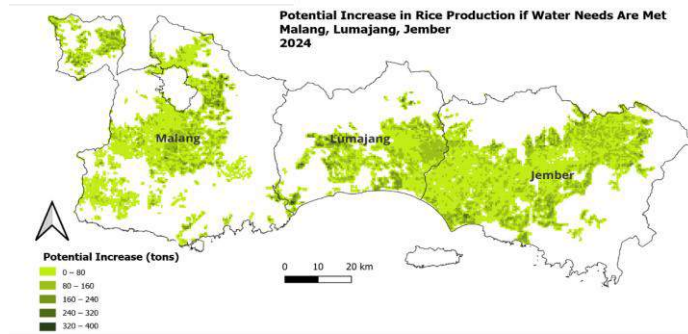 Potential Increase in Rice Production if Water Needs Are Met
Malang, Lumajang, Jember
2024
Malang
Lumajang
Jember
Potential Increase (tons)
0 – 80
80 – 160
160 – 240
240 – 320
320 – 400
0 10 20 km